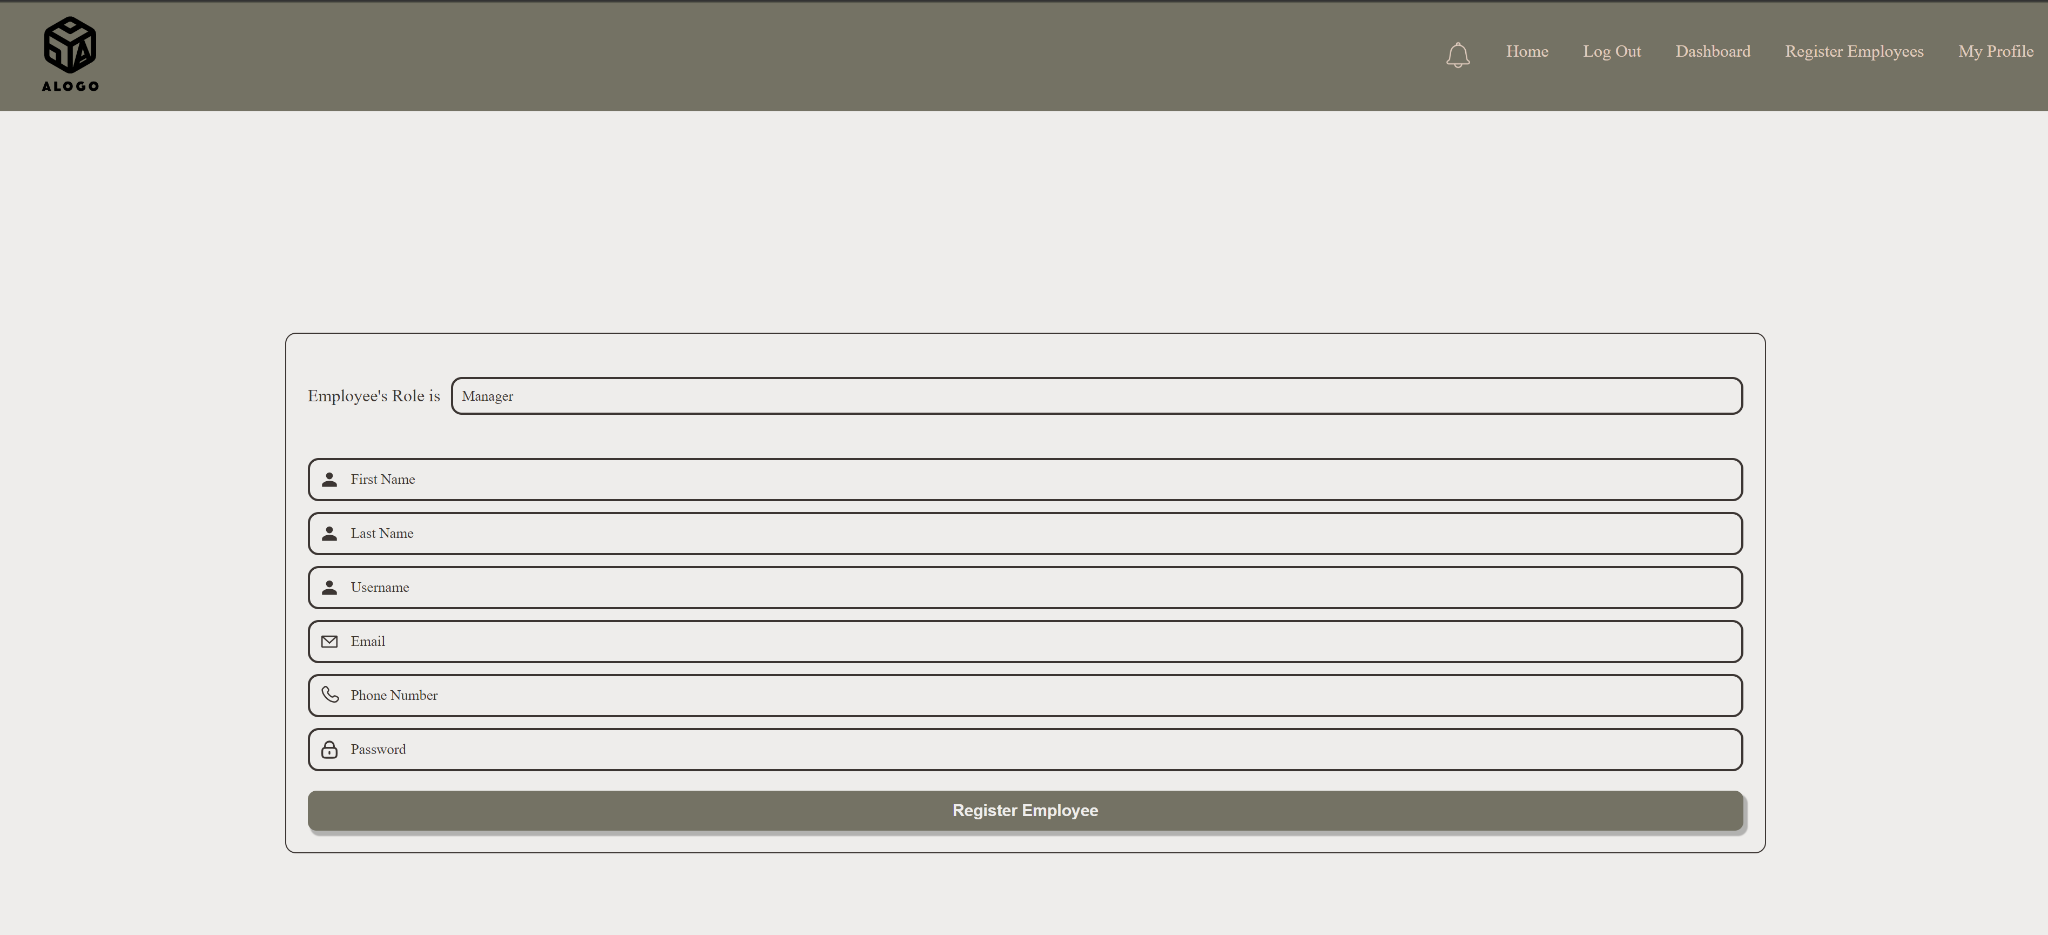 ALOGO
Home Log Out Dashboard Register Employees My Profile
Employee's Role is Manager
First Name
Last Name
Username
Email
Phone Number
Password
Register Employee